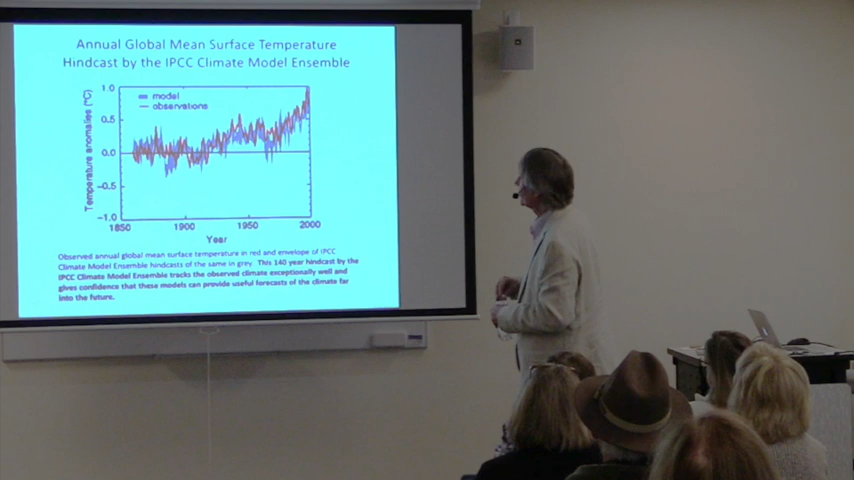 Annual Global Mean Surface Temperature
Hindcast by the IPCC Climate Model Ensemble
1.0
model
observations
0.5
0.0
−0.5
−1.0
Temperature anomalies (°C)
1850
1900
1950
2000
Year
Observed annual global mean surface temperature in red and envelope of IPCC
Climate Model Ensemble hindcasts of the same in grey. This 140 year hindcast by the
IPCC Climate Model Ensemble tracks the observed climate exceptionally well and
gives confidence that these models can provide useful forecasts of the climate far
into the future.